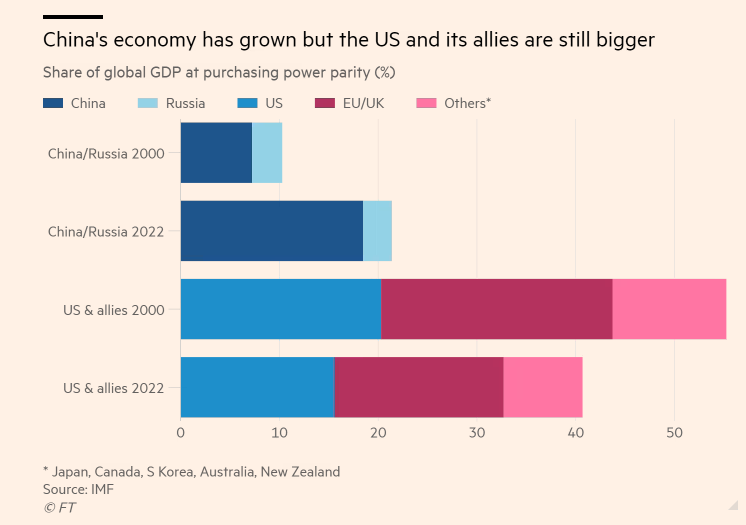 China's economy has grown but the US and its allies are still bigger
Share of global GDP at purchasing power parity (%)
China Russia US EU/UK Others*
China/Russia 2000
China/Russia 2022
US & allies 2000
US & allies 2022
0 10 20 30 40 50
* Japan, Canada, S Korea, Australia, New Zealand
Source: IMF
© FT